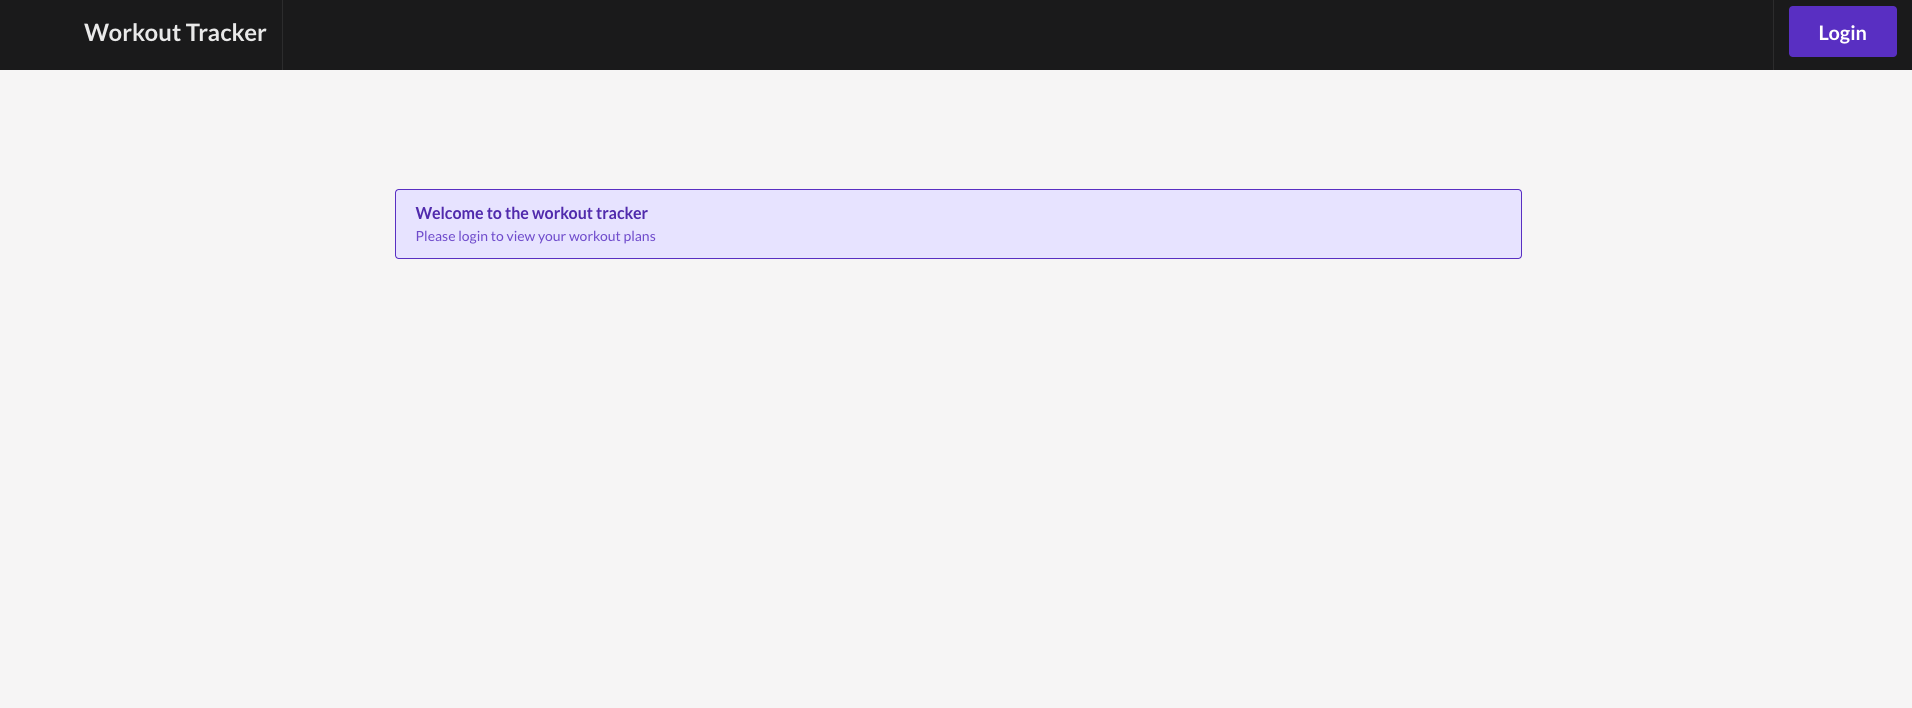 Workout Tracker
Login
Welcome to the workout tracker
Please login to view your workout plans